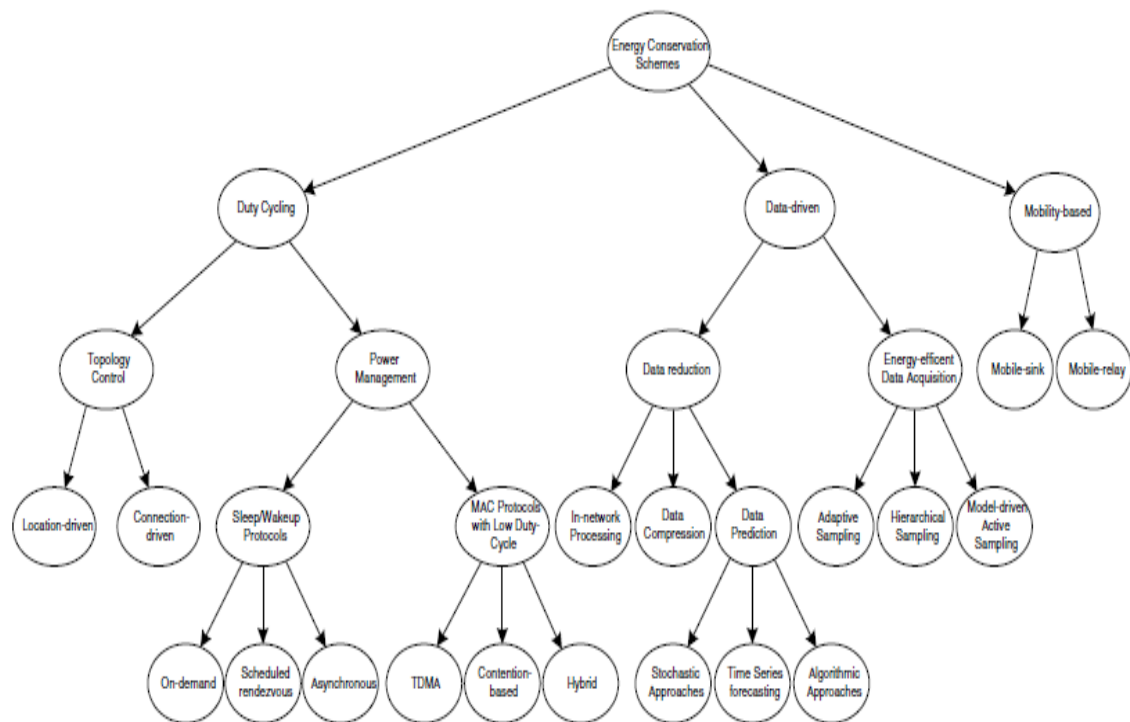 Energy Conservation
Schemes
Duty Cycling
Data-driven
Mobility-based
Topology
Control
Power
Management
Data reduction
Energy-efficent
Data Acquisition
Mobile-sink
Mobile-relay
Location-driven
Connection-
driven
Sleep/Wakeup
Protocols
MAC Protocols
with Low Duty-
Cycle
In-network
Processing
Data
Compression
Data
Prediction
Adaptive
Sampling
Hierarchical
Sampling
Model-driven
Active
Sampling
On-demand
Scheduled
rendezvous
Asynchronous
TDMA
Contention-
based
Hybrid
Stochastic
Approaches
Time Series
forecasting
Algorithmic
Approaches